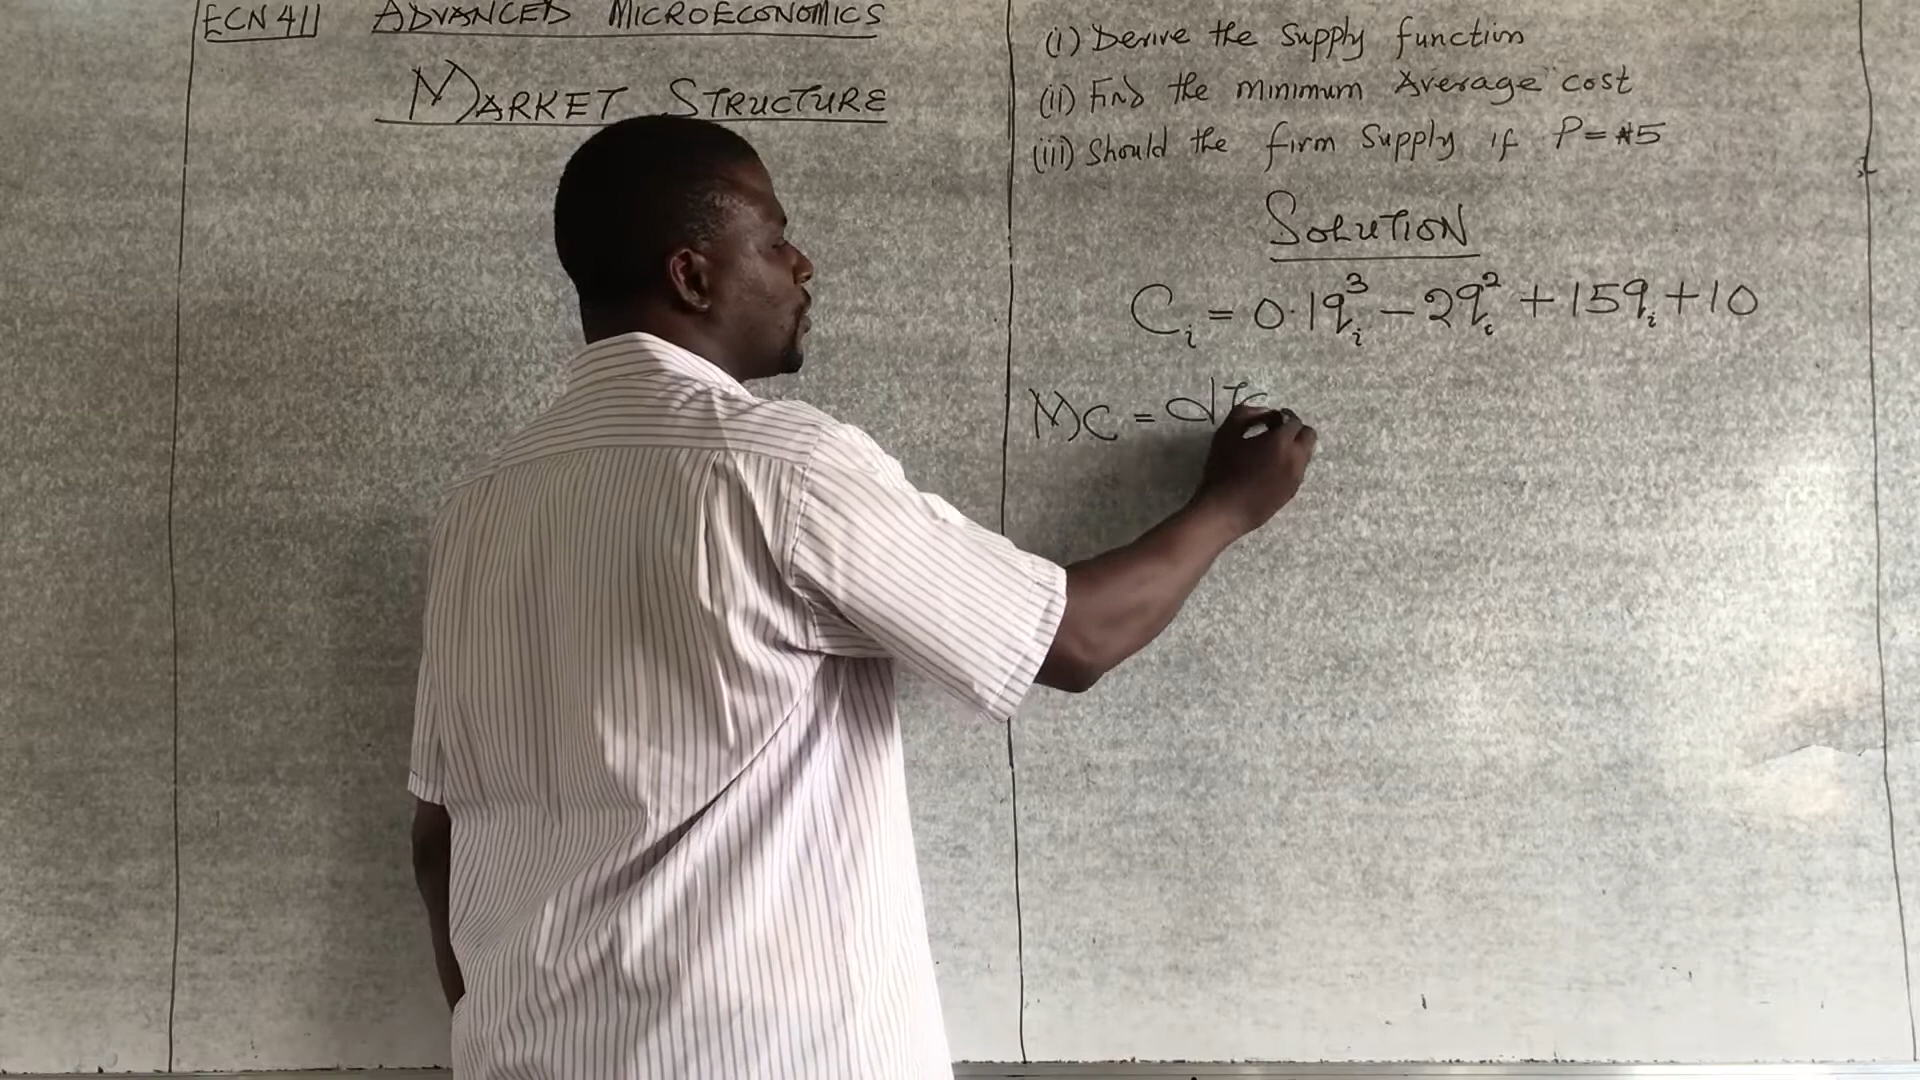 ECN 411 ADVANCED MICROECONOMICS
MARKET STRUCTURE
(i) Derive the supply function
(ii) Find the minimum Average cost
(iii) Should the firm supply if P = ₦5
SOLUTION
Cᵢ = 0.1qᵢ³ − 2qᵢ² + 15qᵢ + 10
MC = dTC